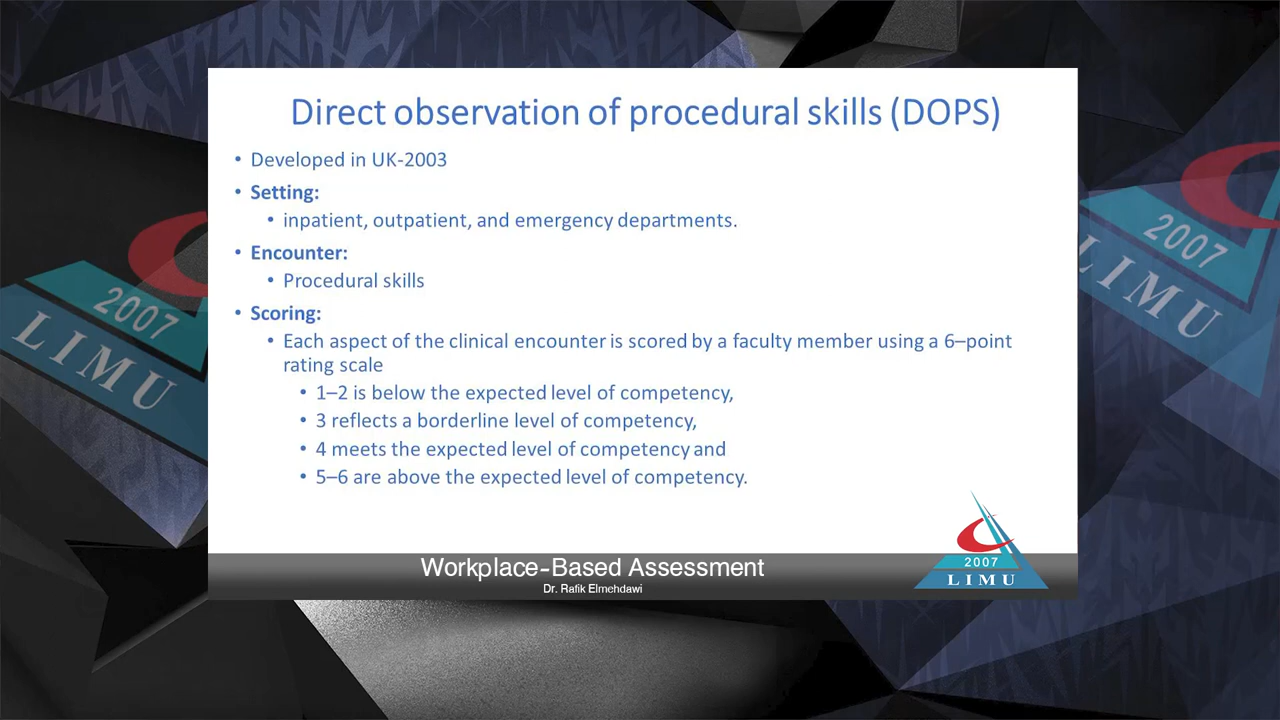 Direct observation of procedural skills (DOPS)
• Developed in UK-2003
• Setting:
• inpatient, outpatient, and emergency departments.
• Encounter:
• Procedural skills
• Scoring:
• Each aspect of the clinical encounter is scored by a faculty member using a 6–point
rating scale
• 1–2 is below the expected level of competency,
• 3 reflects a borderline level of competency,
• 4 meets the expected level of competency and
• 5–6 are above the expected level of competency.
Workplace-Based Assessment
Dr. Rafik Elmehdawi
2007
LIMU
2007
LIMU
2007
LIMU